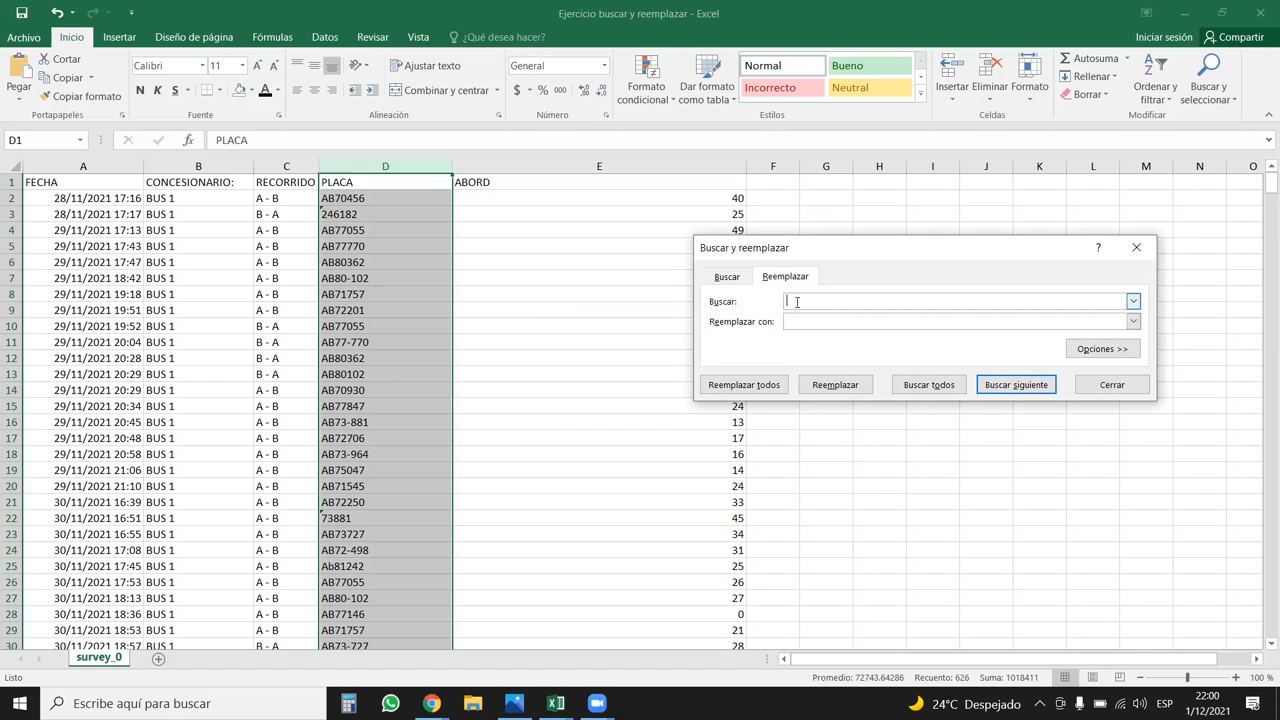 Ejercicio buscar y reemplazar - Excel
Archivo Inicio Insertar Diseño de página Fórmulas Datos Revisar Vista ¿Qué desea hacer? Iniciar sesión Compartir
Pegar
Cortar
Copiar
Copiar formato
Portapapeles
Calibri 11
N K S
Fuente
Ajustar texto
Combinar y centrar
Alineación
General
$ % 000
Número
Formato condicional
Dar formato como tabla
Normal Bueno
Incorrecto Neutral
Estilos
Insertar Eliminar Formato
Celdas
Autosuma
Rellenar
Borrar
Ordenar y filtrar
Buscar y seleccionar
Modificar
D1 fx PLACA
A B C D E F G H I J K L M N O
1 FECHA CONCESIONARIO: RECORRIDO PLACA ABORD
2 28/11/2021 17:16 BUS 1 A - B AB70456 40
3 28/11/2021 17:17 BUS 1 B - A 246182 25
4 29/11/2021 17:13 BUS 1 A - B AB77055 49
5 29/11/2021 17:43 BUS 1 A - B AB77770
6 29/11/2021 17:47 BUS 1 A - B AB80362
7 29/11/2021 18:42 BUS 1 A - B AB80-102
8 29/11/2021 19:18 BUS 1 A - B AB71757
9 29/11/2021 19:51 BUS 1 A - B AB72201
10 29/11/2021 19:52 BUS 1 B - A AB77055
11 29/11/2021 20:04 BUS 1 B - A AB77-770
12 29/11/2021 20:28 BUS 1 B - A AB80362
13 29/11/2021 20:29 BUS 1 B - A AB80102
14 29/11/2021 20:29 BUS 1 A - B AB70930
15 29/11/2021 20:34 BUS 1 A - B AB77847 24
16 29/11/2021 20:45 BUS 1 A - B AB73-881 13
17 29/11/2021 20:48 BUS 1 A - B AB72706 17
18 29/11/2021 20:58 BUS 1 A - B AB73-964 16
19 29/11/2021 21:06 BUS 1 A - B AB75047 14
20 29/11/2021 21:10 BUS 1 A - B AB71545 24
21 30/11/2021 16:39 BUS 1 A - B AB72250 33
22 30/11/2021 16:51 BUS 1 A - B 73881 45
23 30/11/2021 16:55 BUS 1 A - B AB73727 34
24 30/11/2021 17:08 BUS 1 A - B AB72-498 31
25 30/11/2021 17:45 BUS 1 A - B Ab81242 25
26 30/11/2021 17:53 BUS 1 A - B AB77055 26
27 30/11/2021 18:13 BUS 1 A - B AB80-102 27
28 30/11/2021 18:36 BUS 1 A - B AB77146 0
29 30/11/2021 18:53 BUS 1 A - B AB71757 21
30 30/11/2021 18:57 BUS 1 B - A AB73-727 28
Buscar y reemplazar ?
Buscar Reemplazar
Buscar:
Reemplazar con:
Opciones >>
Reemplazar todos Reemplazar Buscar todos Buscar siguiente Cerrar
survey_0
Listo Promedio: 72743.64286 Recuento: 626 Suma: 1018411 100 %
Escribe aquí para buscar 24°C Despejado ESP 22:00
1/12/2021